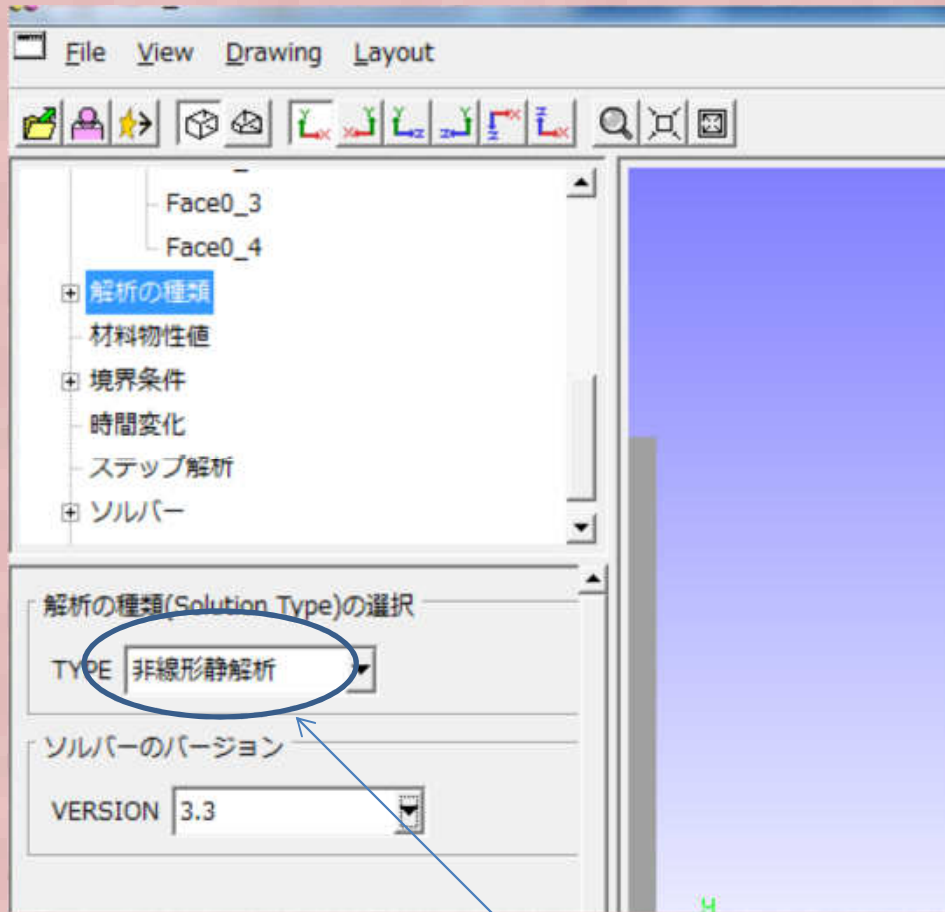 File View Drawing Layout
Face0_3
Face0_4
解析の種類
材料物性値
境界条件
時間変化
ステップ解析
ソルバー
解析の種類(Solution Type)の選択
TYPE 非線形静解析
ソルバーのバージョン
VERSION 3.3